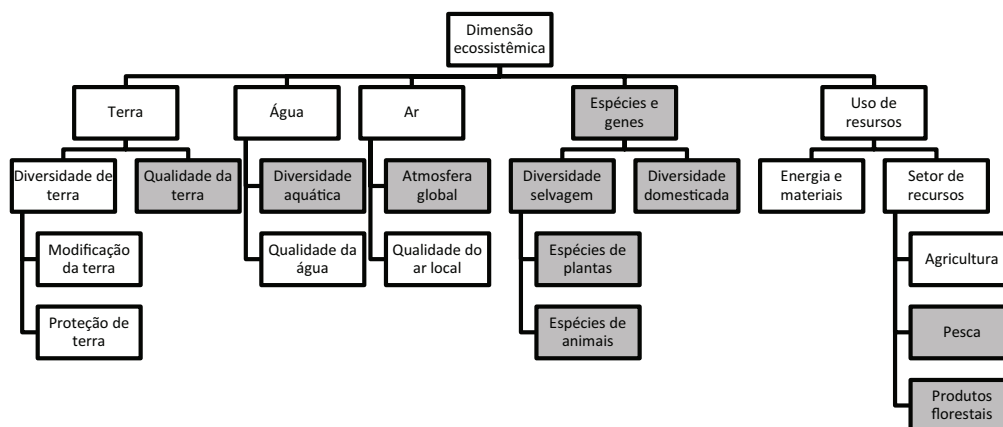 Dimensão
ecossistêmica
Terra
Água
Ar
Espécies e
genes
Uso de
resursos
Diversidade de
terra
Qualidade da
terra
Diversidade
aquática
Atmosfera
global
Diversidade
selvagem
Diversidade
domesticada
Energia e
materiais
Setor de
recursos
Modificação
da terra
Qualidade da
água
Qualidade do
ar local
Espécies de
plantas
Agricultura
Proteção de
terra
Espécies de
animais
Pesca
Produtos
florestais